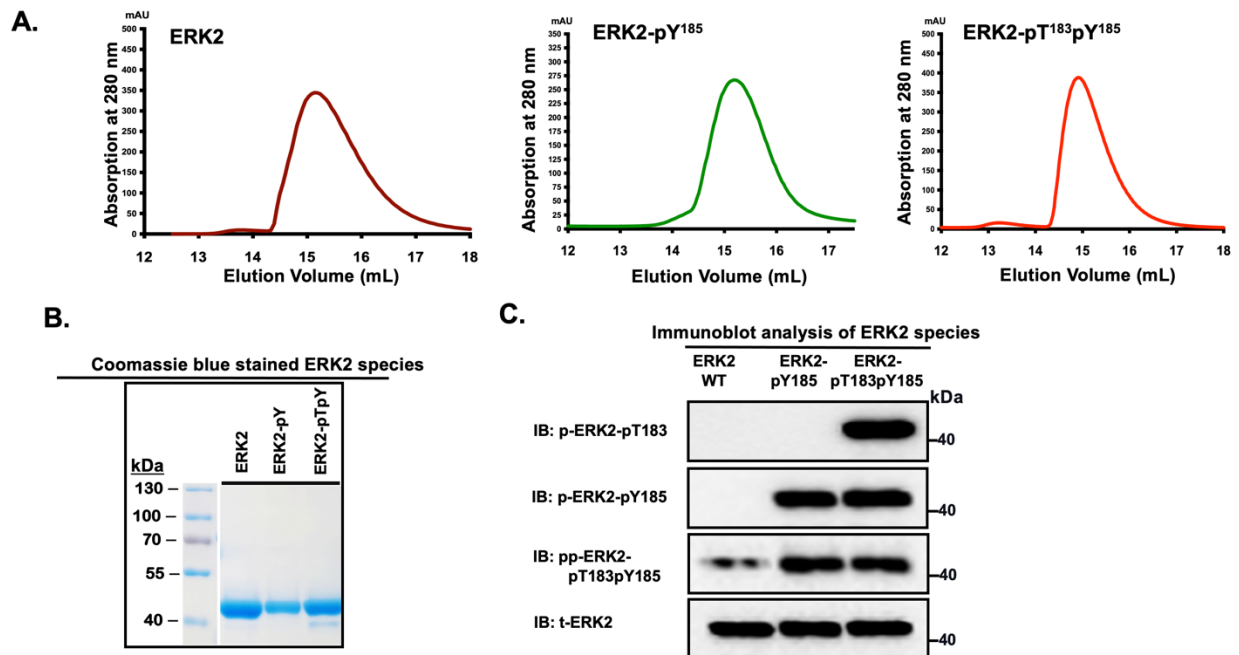 A.
mAU
ERK2
500
450
400
350
300
250
200
150
100
50
0
12 13 14 15 16 17 18
Absorption at 280 nm
Elution Volume (mL)
mAU
ERK2-pY¹⁸⁵
350
325
300
275
250
225
200
175
150
125
100
75
50
25
0
12 13 14 15 16 17
Absorption at 280 nm
Elution Volume (mL)
mAU
ERK2-pT¹⁸³pY¹⁸⁵
500
450
400
350
300
250
200
150
100
50
0
12 13 14 15 16 17 18
Absorption at 280 nm
Elution Volume (mL)
B.
Coomassie blue stained ERK2 species
ERK2
ERK2-pY
ERK2-pTpY
kDa
130
100
70
55
40
C.
Immunoblot analysis of ERK2 species
ERK2 ERK2- ERK2-
WT pY185 pT183pY185
kDa
IB: p-ERK2-pT183
40
IB: p-ERK2-pY185
40
IB: pp-ERK2-
pT183pY185
40
IB: t-ERK2
40